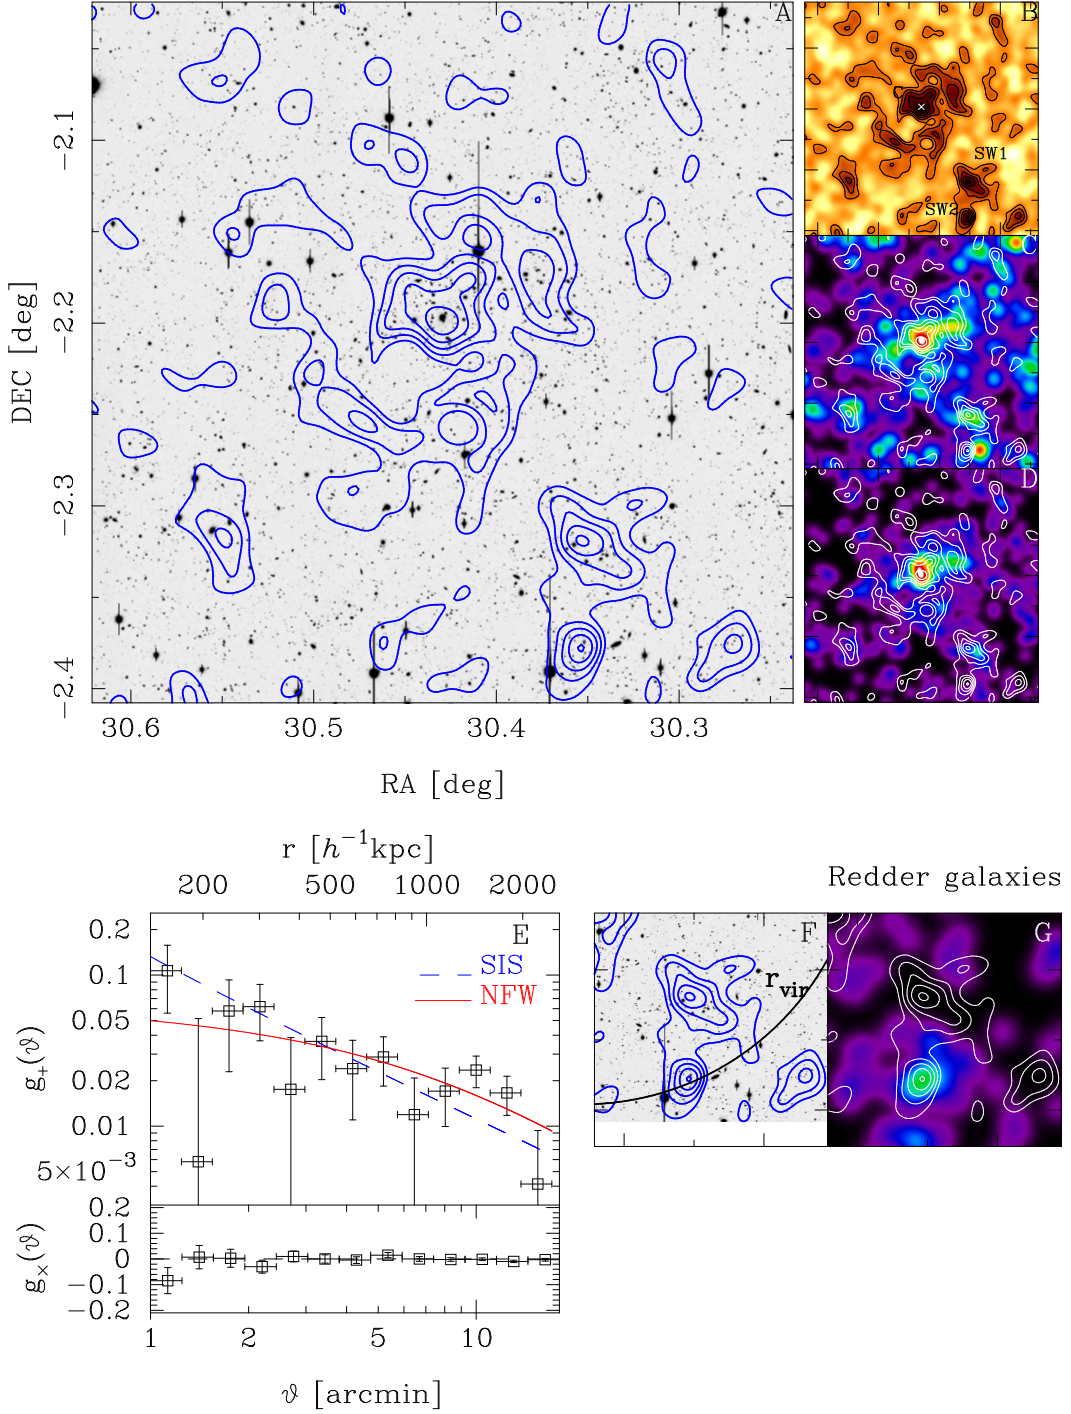 A
B
SW1
SW2
C
D
DEC [deg]
−2.1
−2.2
−2.3
−2.4
30.6 30.5 30.4 30.3
RA [deg]
r [h⁻¹kpc]
200 500 900 2000
E
SIS
NFW
g₊(ϑ)
0.2
0.1
0.05
0.02
0.01
5×10⁻³
g×(ϑ)
0.2
0.1
0
−0.1
−0.2
1 2 5 10
ϑ [arcmin]
Redder galaxies
F
r_vir
G